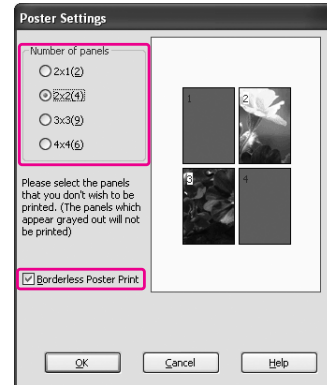 Poster Settings
Number of panels
2x1(2)
2x2(4)
3x3(9)
4x4(6)
Please select the panels
that you don't wish to be
printed. (The panels which
appear grayed out will not
be printed)
Borderless Poster Print
1
2
3
4
OK
Cancel
Help